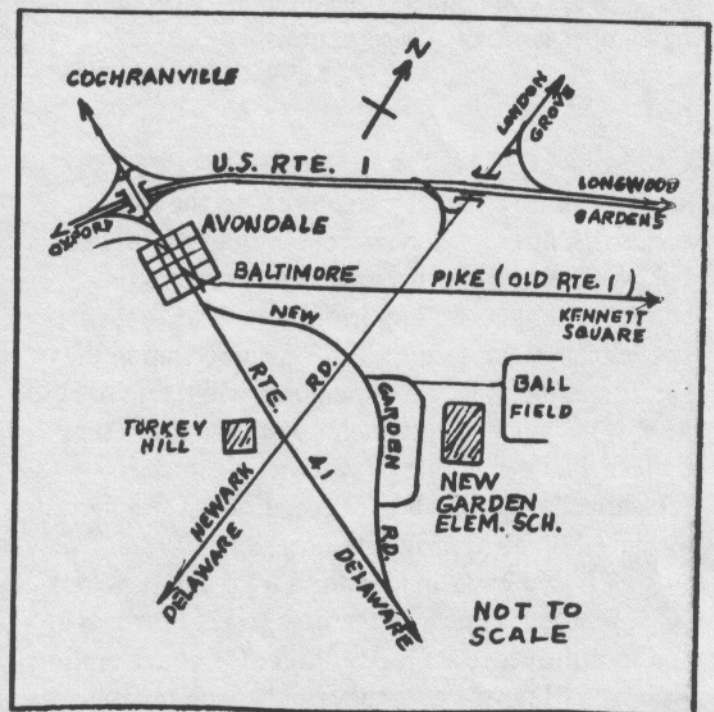 N
COCHRANVILLE
LONDON
GROVE
U.S. RTE. 1
LONGWOOD
GARDENS
OXFORD
AVONDALE
BALTIMORE PIKE (OLD RTE. 1)
KENNETT
SQUARE
NEW GARDEN RD.
BALL
FIELD
RTE. 41
TURKEY
HILL
NEWARK RD.
DELAWARE
NEW
GARDEN
ELEM. SCH.
DELAWARE
NOT TO
SCALE